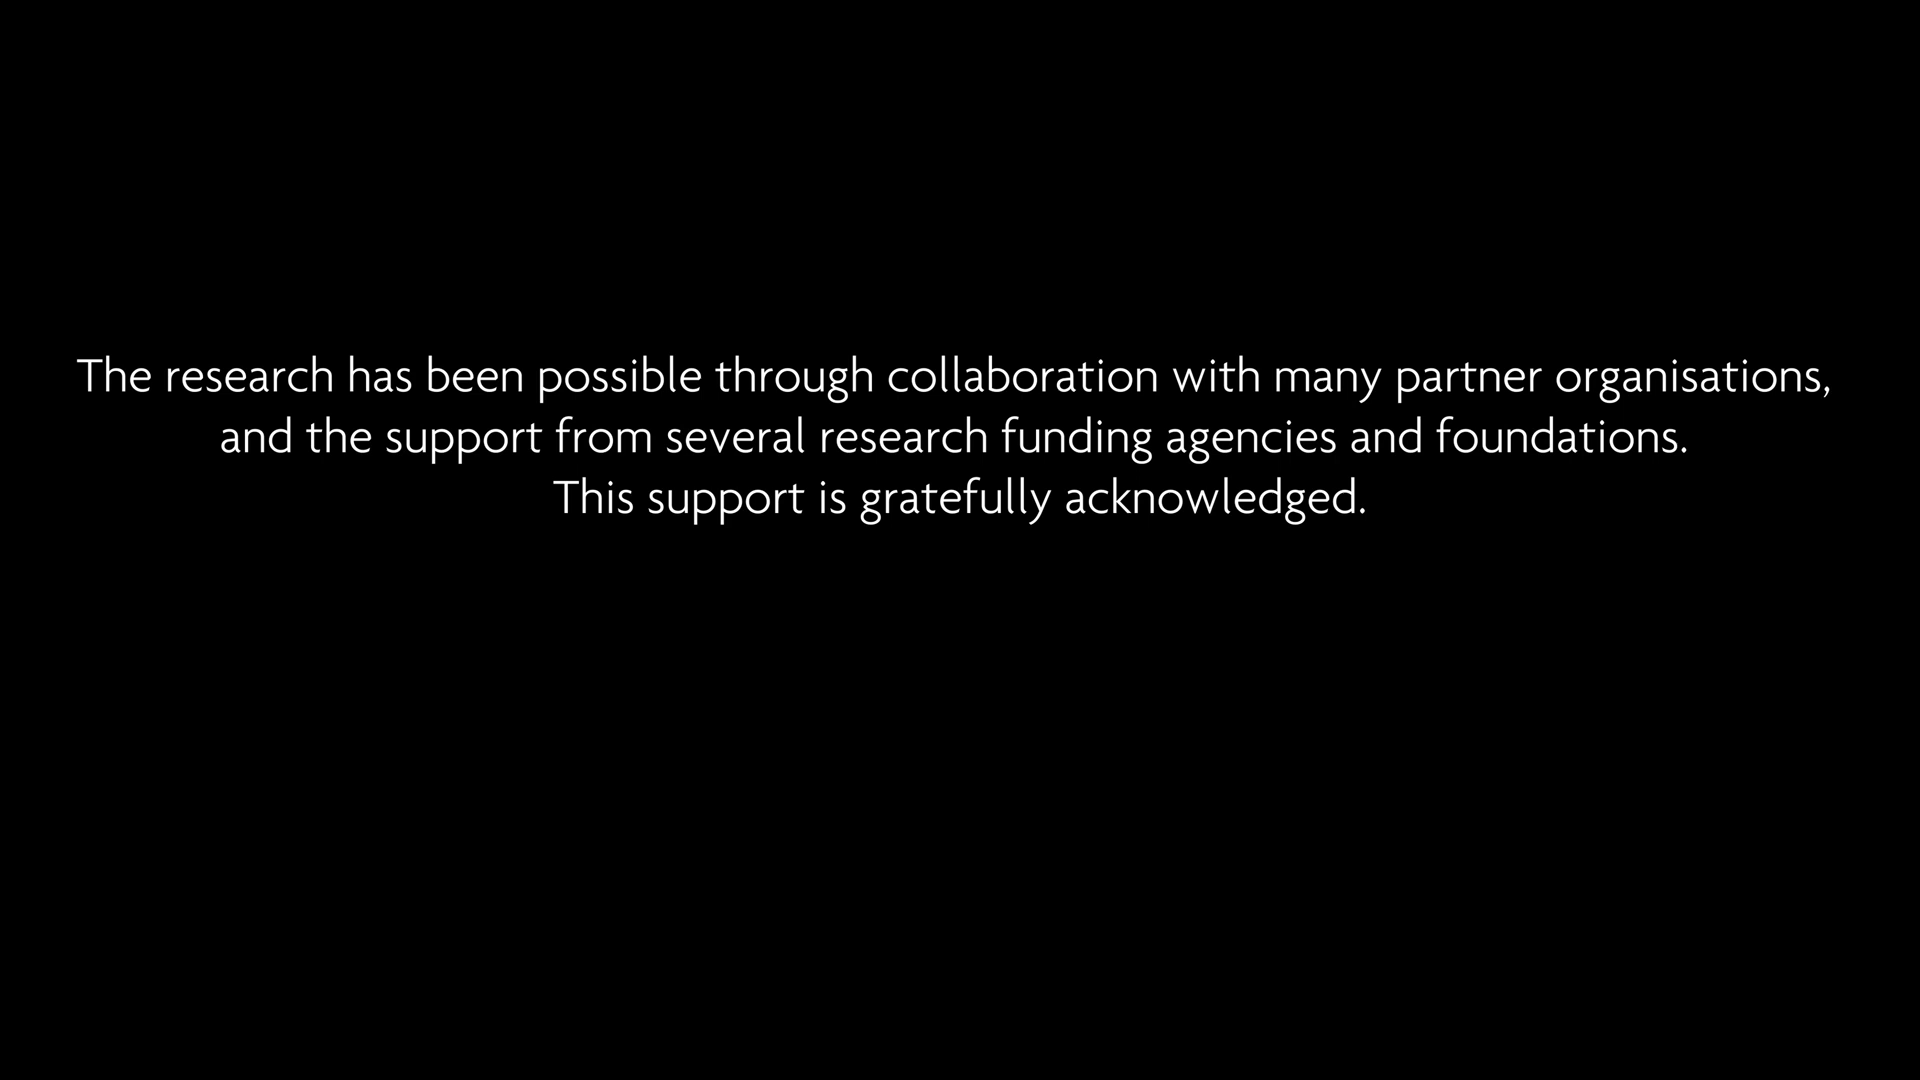 The research has been possible through collaboration with many partner organisations,
and the support from several research funding agencies and foundations.
This support is gratefully acknowledged.